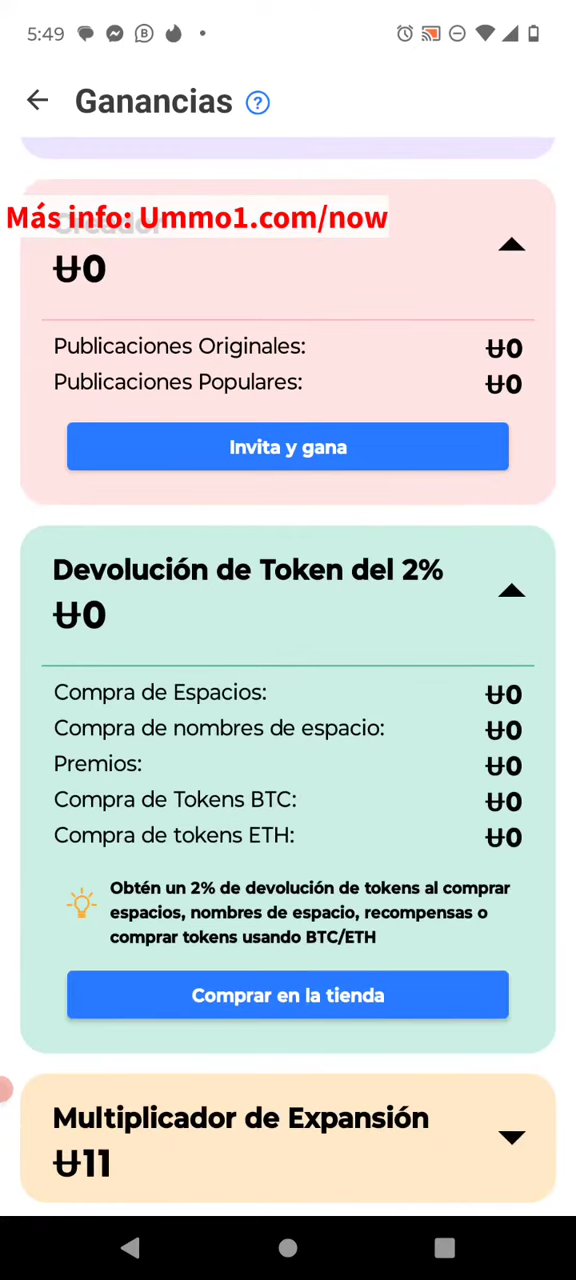 5:49
Ganancias ?
Más info: Ummo1.com/now
Ʉ0
Publicaciones Originales: Ʉ0
Publicaciones Populares: Ʉ0
Invita y gana
Devolución de Token del 2%
Ʉ0
Compra de Espacios: Ʉ0
Compra de nombres de espacio: Ʉ0
Premios: Ʉ0
Compra de Tokens BTC: Ʉ0
Compra de tokens ETH: Ʉ0
Obtén un 2% de devolución de tokens al comprar
espacios, nombres de espacio, recompensas o
comprar tokens usando BTC/ETH
Comprar en la tienda
Multiplicador de Expansión
Ʉ11